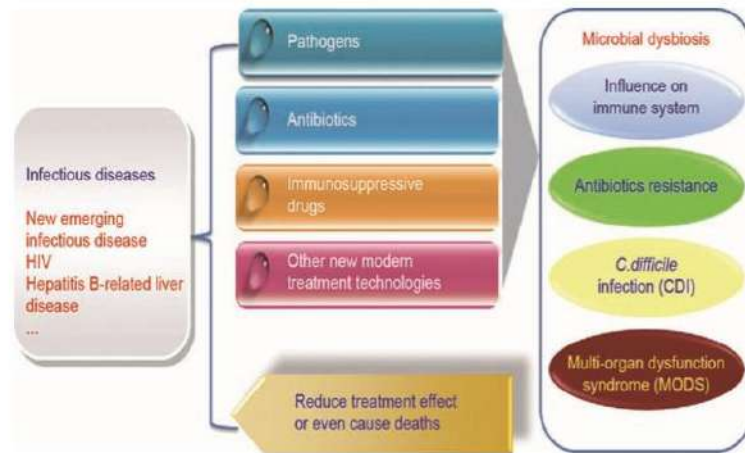 Infectious diseases
New emerging
infectious disease
HIV
Hepatitis B-related liver
disease
...
Pathogens
Antibiotics
Immunosuppressive
drugs
Other new modern
treatment technologies
Microbial dysbiosis
Influence on
immune system
Antibiotics resistance
C.difficile
infection (CDI)
Multi-organ dysfunction
syndrome (MODS)
Reduce treatment effect
or even cause deaths